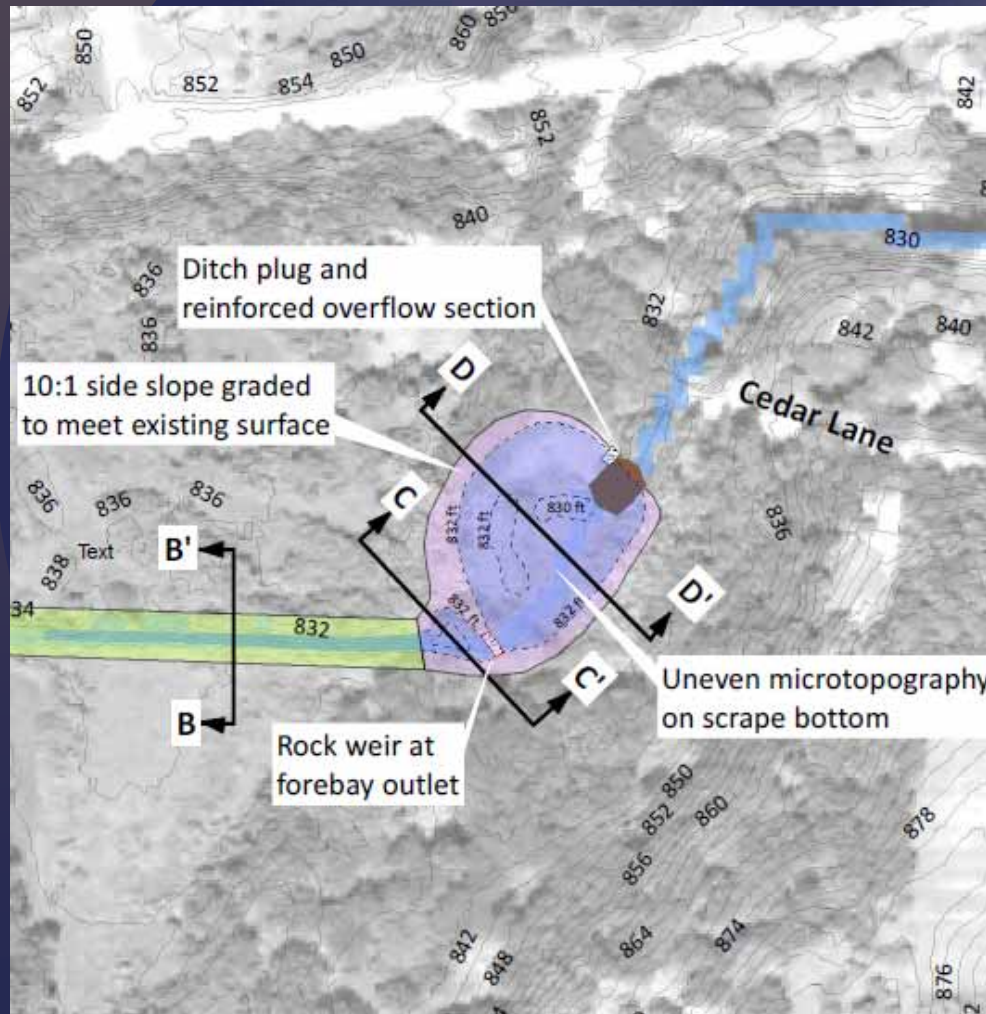 850
860
856
850
852
852
854
842
852
840
830
Ditch plug and
reinforced overflow section
836
832
836
842
840
D
Cedar Lane
10:1 side slope graded
to meet existing surface
C
836
836
836
832 ft
832 ft
830 ft
836
B'
Text
838
D'
34
832
832 ft
832 ft
C'
Uneven microtopography
on scrape bottom
B
Rock weir at
forebay outlet
850
852
860
878
856
842
848
864
874
876